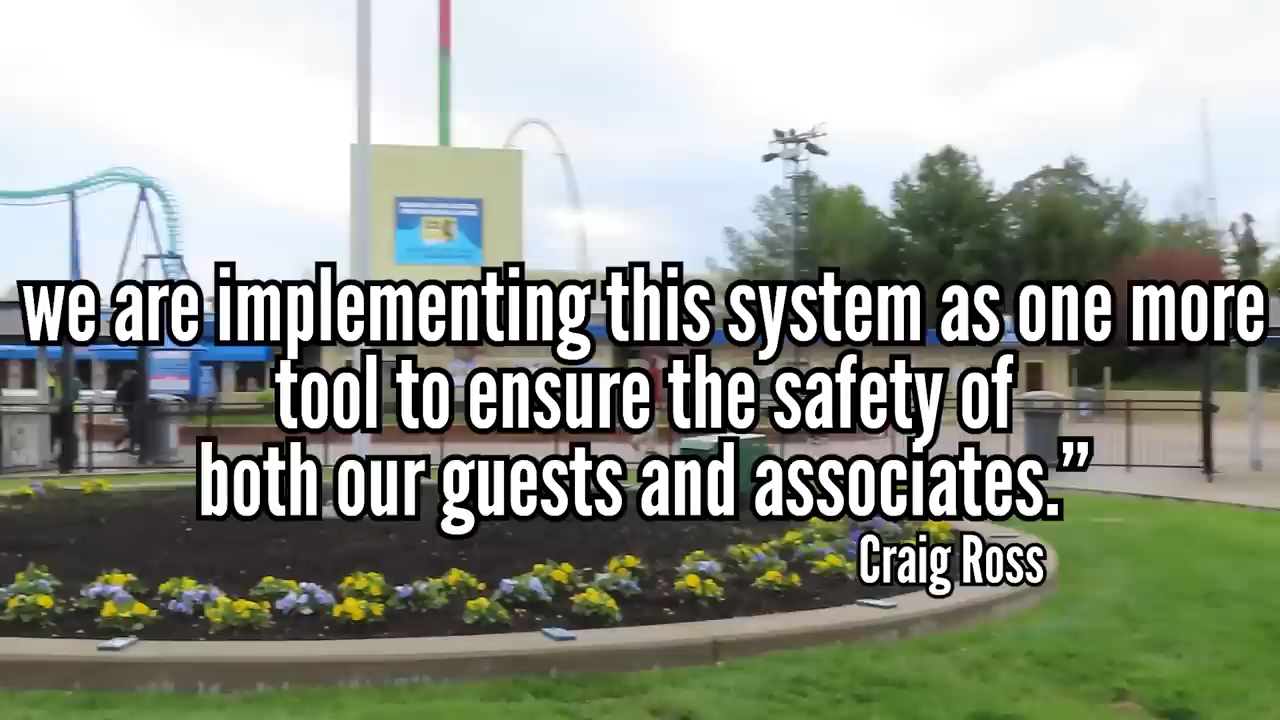 we are implementing this system as one more
tool to ensure the safety of
both our guests and associates.”
Craig Ross